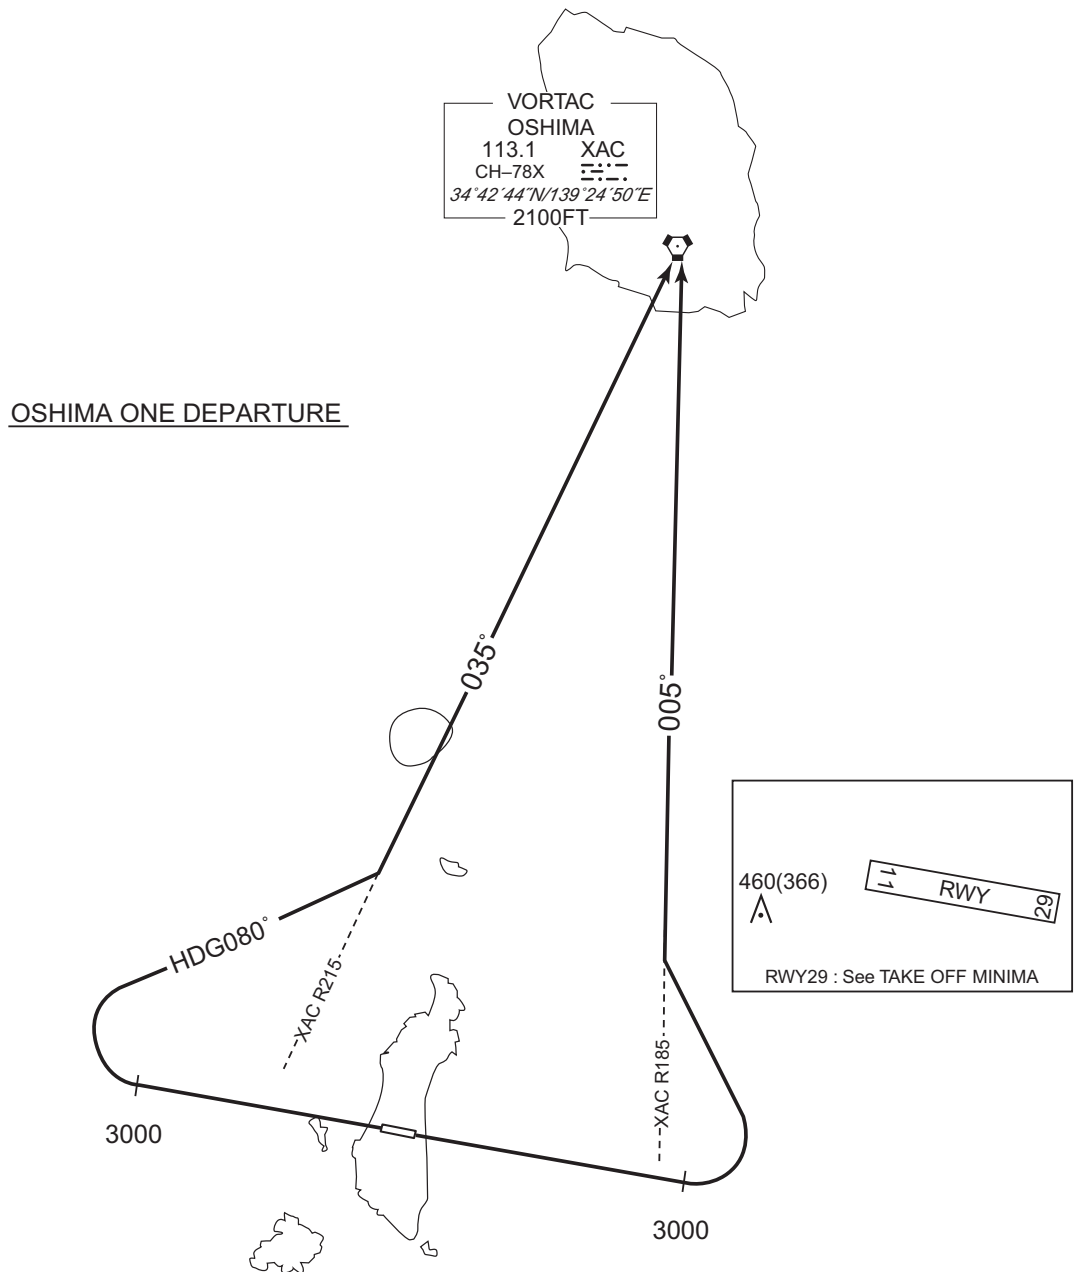 VORTAC
OSHIMA
113.1 XAC
CH–78X
34°42´44˝N/139°24´50˝E
2100FT
OSHIMA ONE DEPARTURE
035°
005°
460(366)
11 RWY 29
RWY29 : See TAKE OFF MINIMA
HDG080°
XAC R215
XAC R185
3000
3000